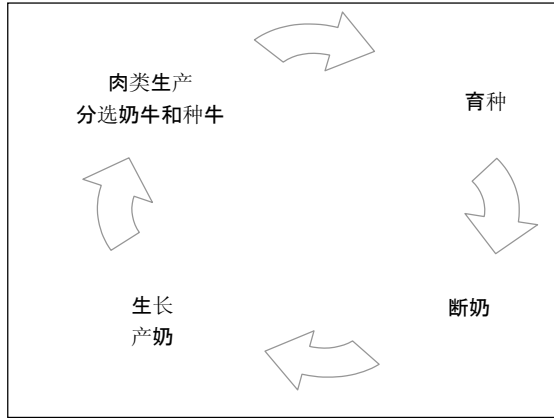 肉类生产
分选奶牛和种牛
育种
断奶
生长
产奶